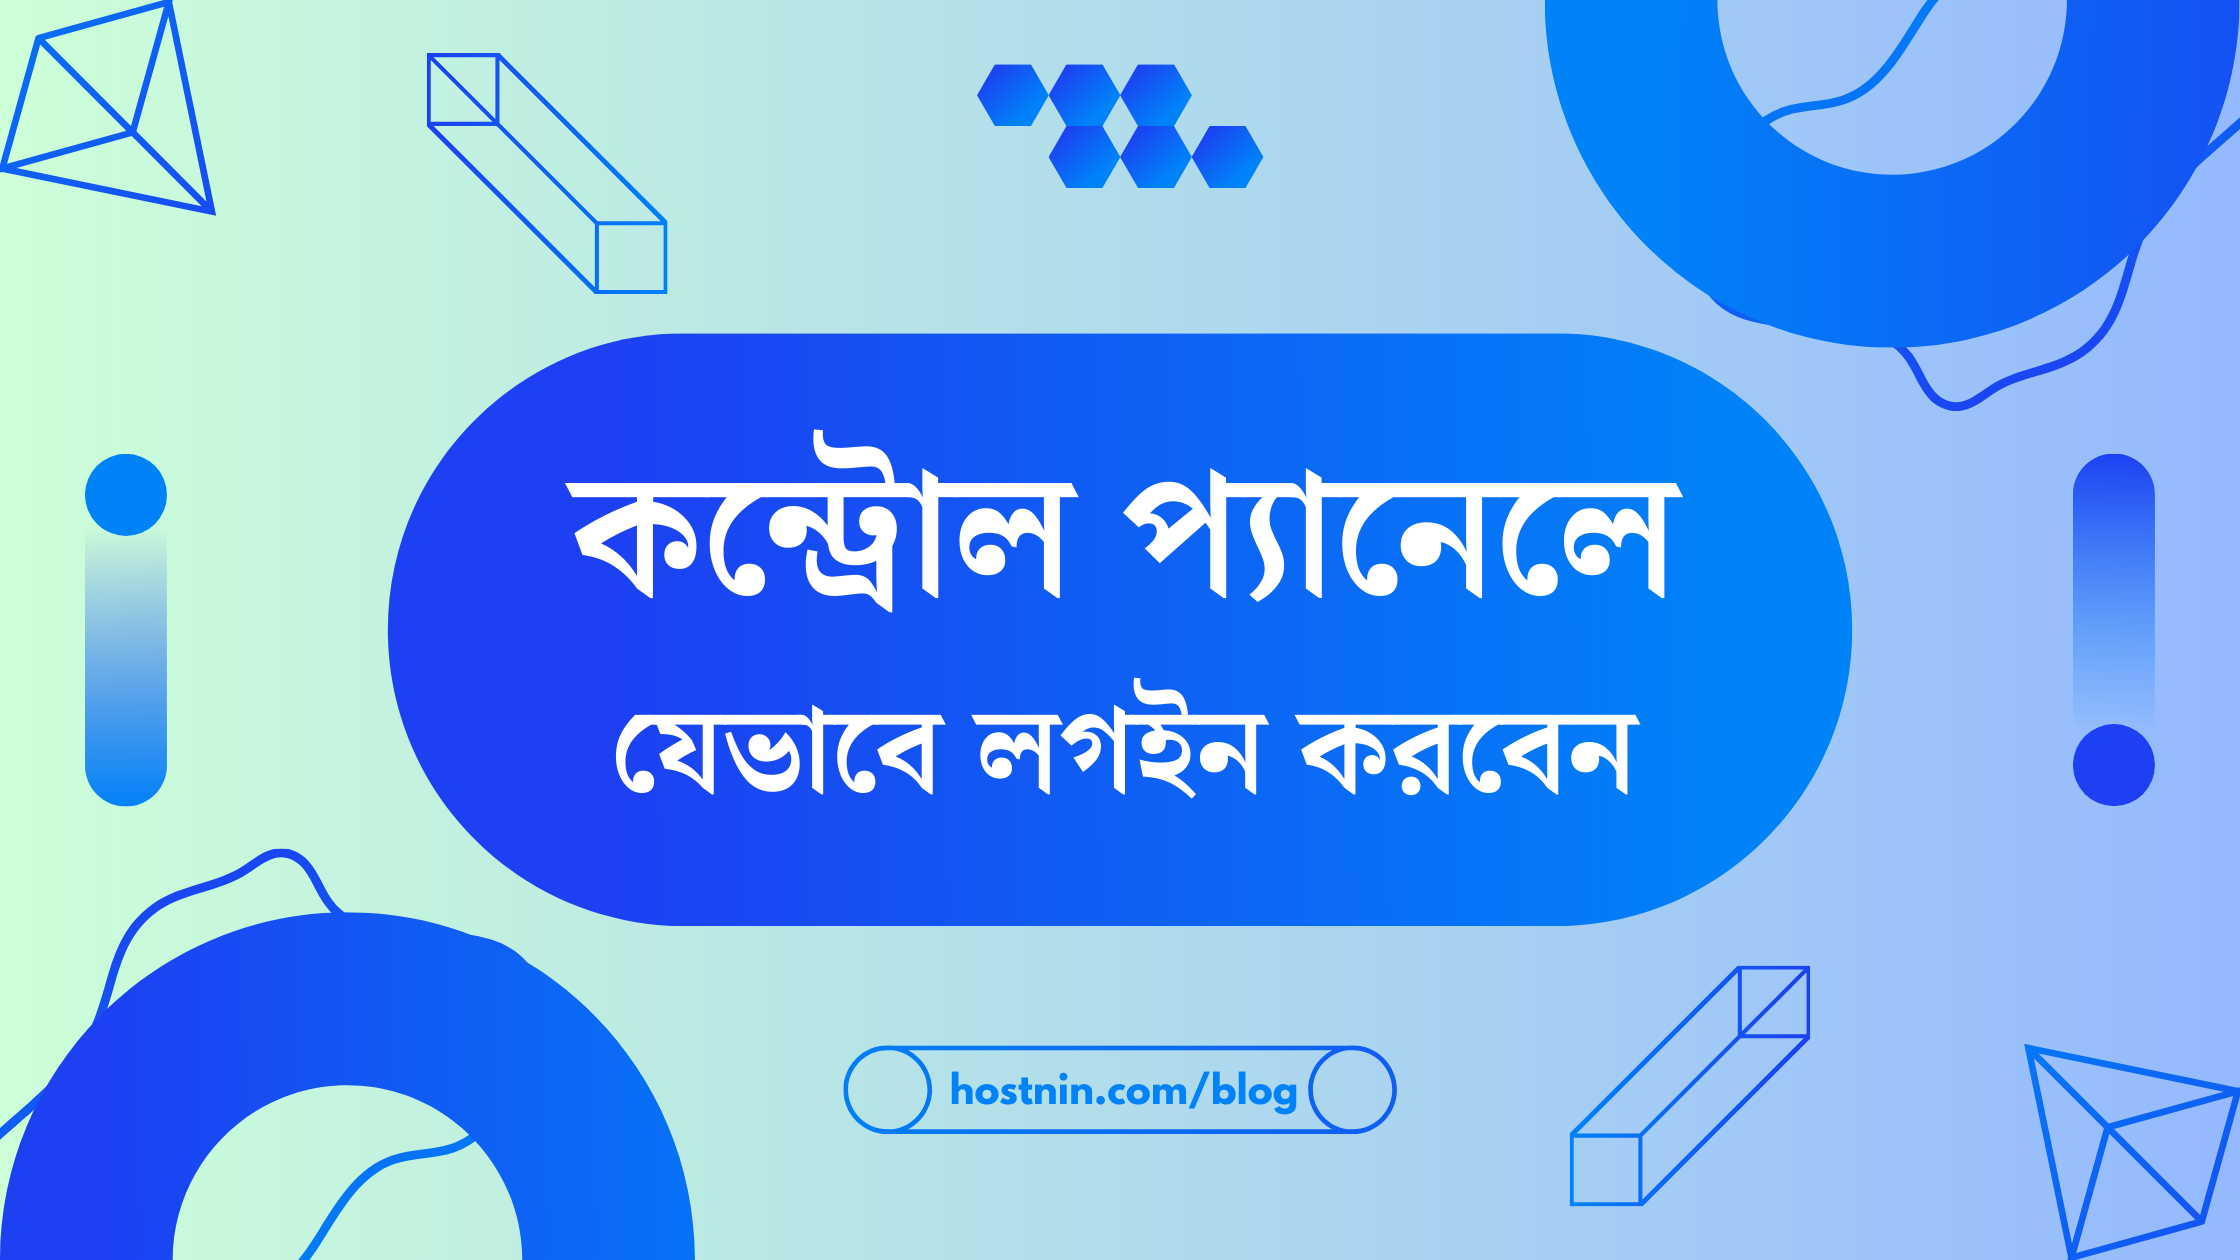 কন্ট্রোল প্যানেলে
যেভাবে লগইন করবেন
hostnin.com/blog